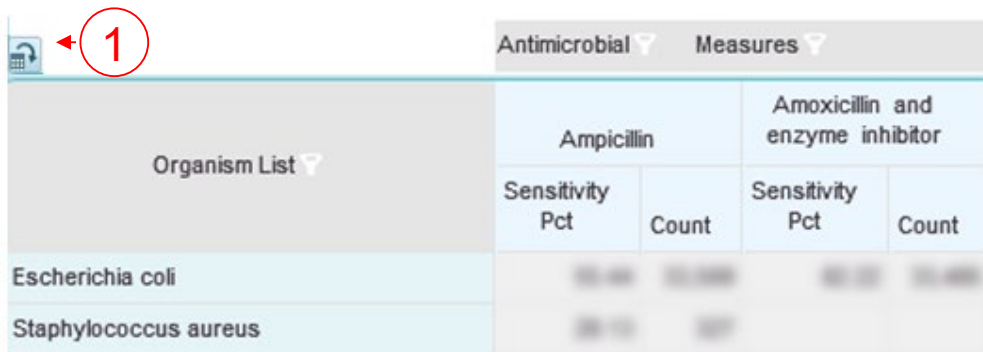 1
Antimicrobial Measures
Organism List
Ampicillin
Amoxicillin and
enzyme inhibitor
Sensitivity
Pct
Count
Sensitivity
Pct
Count
Escherichia coli
Staphylococcus aureus